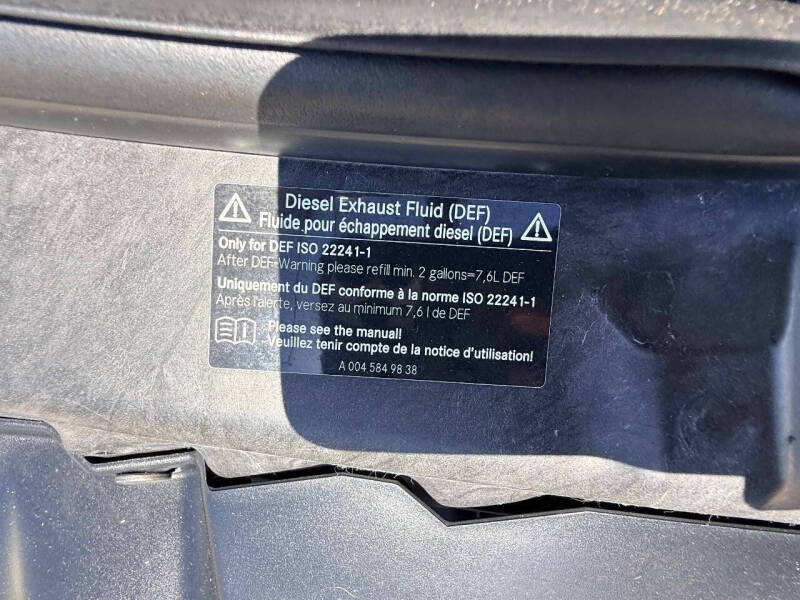 Diesel Exhaust Fluid (DEF)
Fluide pour échappement diesel (DEF)
Only for DEF ISO 22241-1
After DEF-Warning please refill min. 2 gallons=7,6L DEF
Uniquement du DEF conforme à la norme ISO 22241-1
Après l'alerte, versez au minimum 7,6 l de DEF
Please see the manual!
Veuillez tenir compte de la notice d'utilisation!
A 004 584 98 38